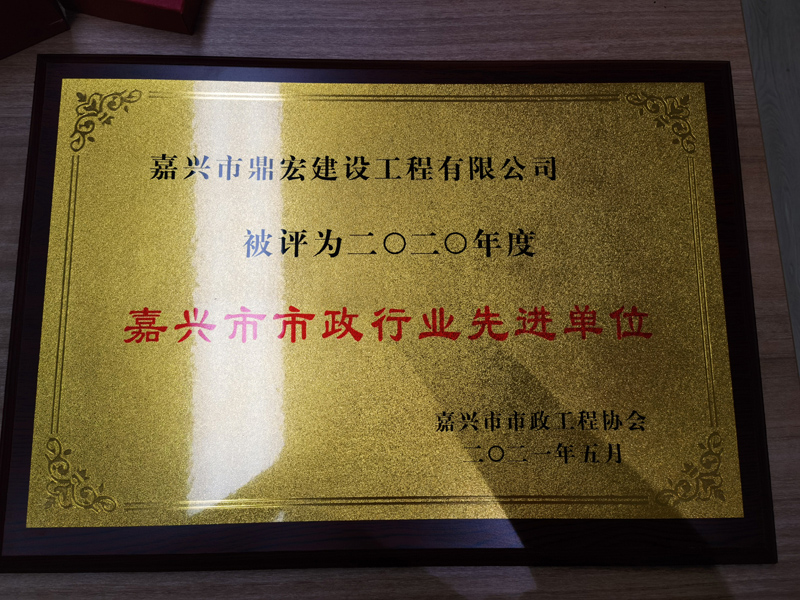 嘉兴市鼎宏建设工程有限公司
被评为二〇二〇年度
嘉兴市市政行业先进单位
嘉兴市市政工程协会
二〇二一年五月